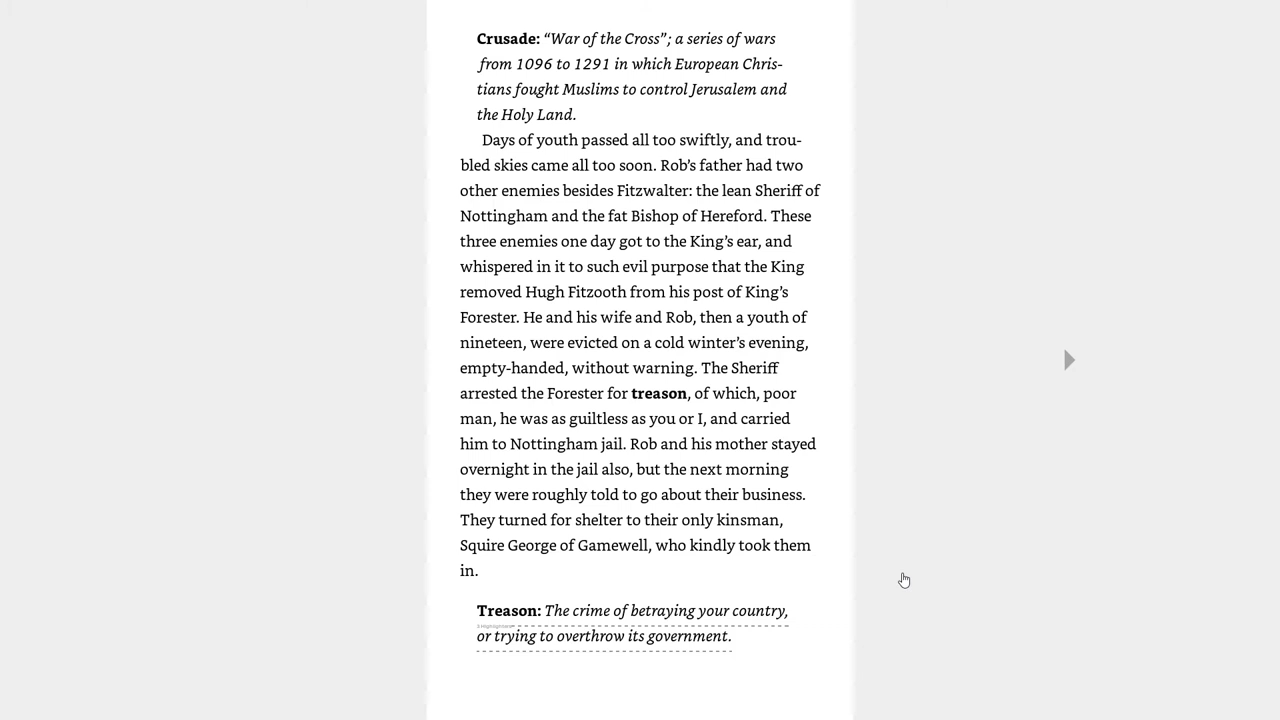 Crusade: “War of the Cross”; a series of wars
from 1096 to 1291 in which European Chris-
tians fought Muslims to control Jerusalem and
the Holy Land.
Days of youth passed all too swiftly, and trou-
bled skies came all too soon. Rob’s father had two
other enemies besides Fitzwalter: the lean Sheriff of
Nottingham and the fat Bishop of Hereford. These
three enemies one day got to the King’s ear, and
whispered in it to such evil purpose that the King
removed Hugh Fitzooth from his post of King’s
Forester. He and his wife and Rob, then a youth of
nineteen, were evicted on a cold winter’s evening,
empty-handed, without warning. The Sheriff
arrested the Forester for treason, of which, poor
man, he was as guiltless as you or I, and carried
him to Nottingham jail. Rob and his mother stayed
overnight in the jail also, but the next morning
they were roughly told to go about their business.
They turned for shelter to their only kinsman,
Squire George of Gamewell, who kindly took them
in.
Treason: The crime of betraying your country,
or trying to overthrow its government.